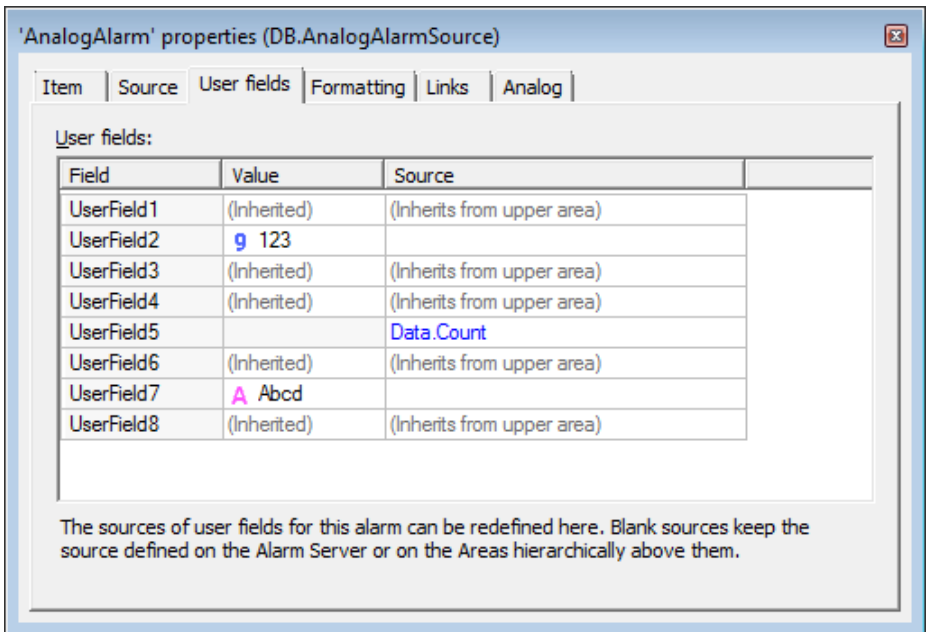 'AnalogAlarm' properties (DB.AnalogAlarmSource)
Item Source User fields Formatting Links Analog
User fields:
Field Value Source
UserField1 (Inherited) (Inherits from upper area)
UserField2 9 123
UserField3 (Inherited) (Inherits from upper area)
UserField4 (Inherited) (Inherits from upper area)
UserField5 Data.Count
UserField6 (Inherited) (Inherits from upper area)
UserField7 A Abcd
UserField8 (Inherited) (Inherits from upper area)
The sources of user fields for this alarm can be redefined here. Blank sources keep the
source defined on the Alarm Server or on the Areas hierarchically above them.